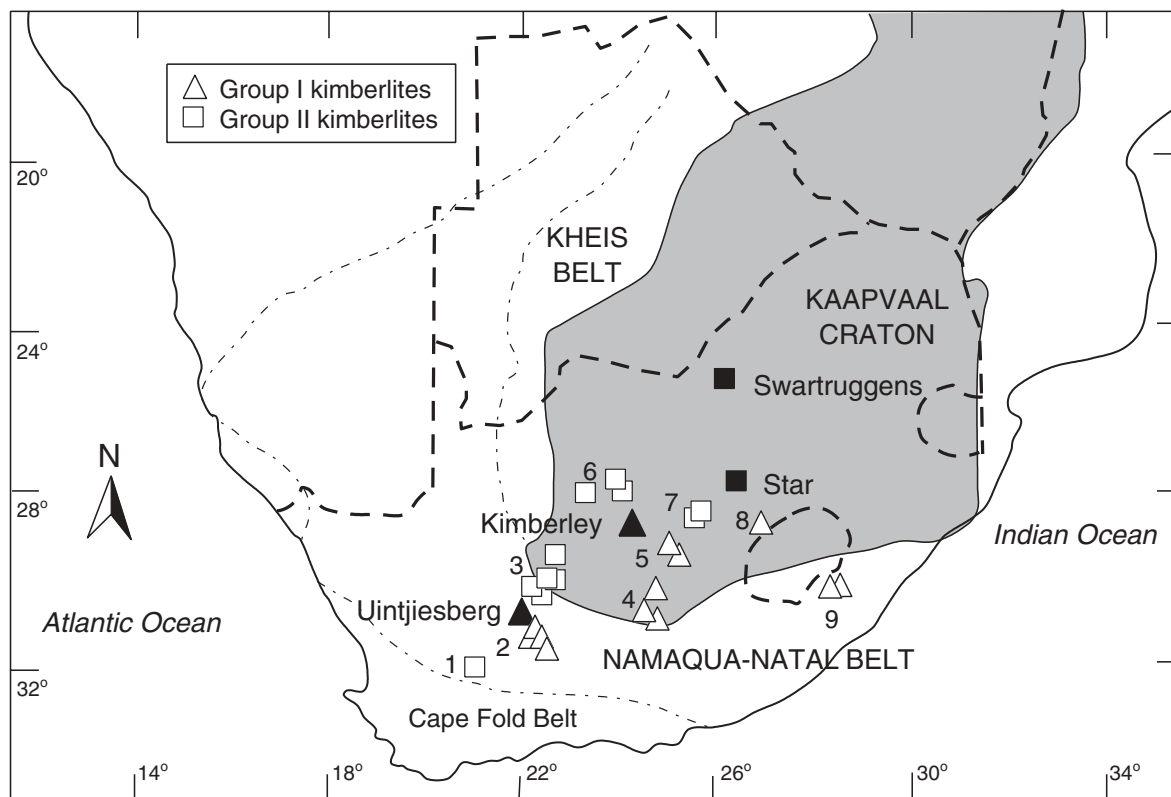 Group I kimberlites
Group II kimberlites
20°
KHEIS
BELT
KAAPVAAL
CRATON
24°
Swartruggens
N
6
Star
28°
7
Kimberley
8
Indian Ocean
5
3
4
Uintjiesberg
9
Atlantic Ocean
2
NAMAQUA-NATAL BELT
1
32°
Cape Fold Belt
14°
18°
22°
26°
30°
34°